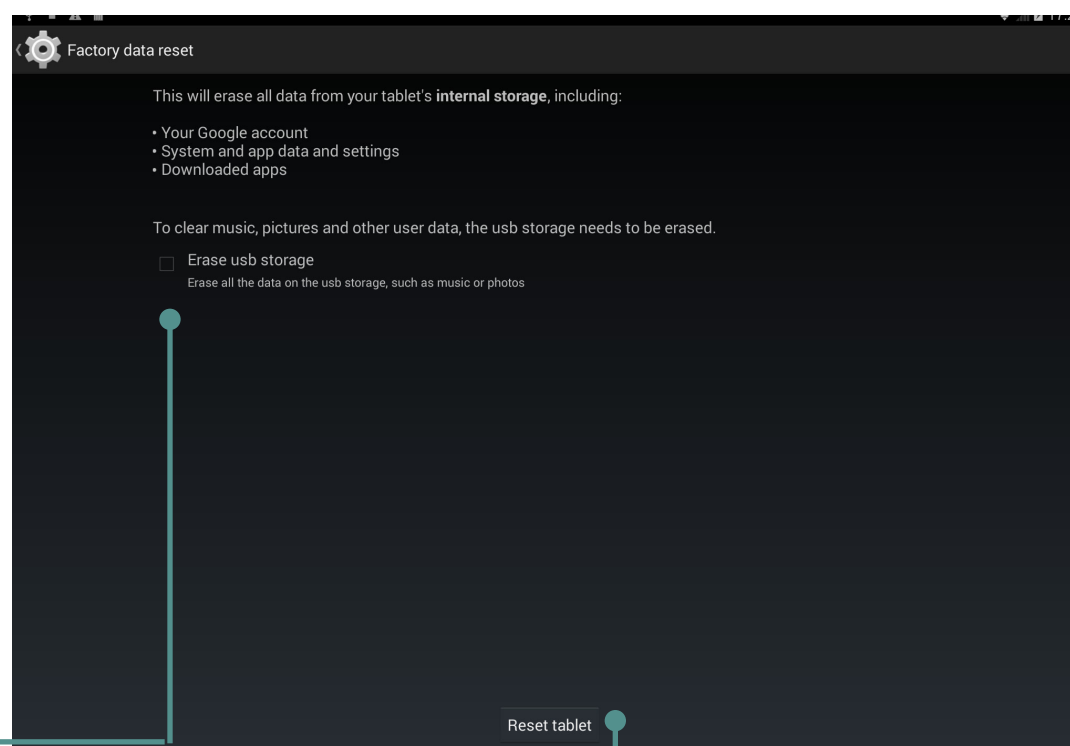 Factory data reset
This will erase all data from your tablet's internal storage, including:
• Your Google account
• System and app data and settings
• Downloaded apps
To clear music, pictures and other user data, the usb storage needs to be erased.
Erase usb storage
Erase all the data on the usb storage, such as music or photos
Reset tablet